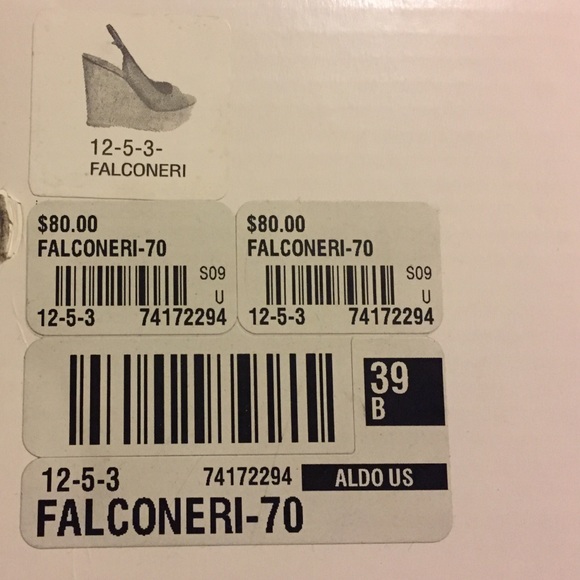 12-5-3-
FALCONERI
$80.00
FALCONERI-70
S09
U
12-5-3 74172294
$80.00
FALCONERI-70
S09
U
12-5-3 74172294
39
B
12-5-3 74172294 ALDO US
FALCONERI-70